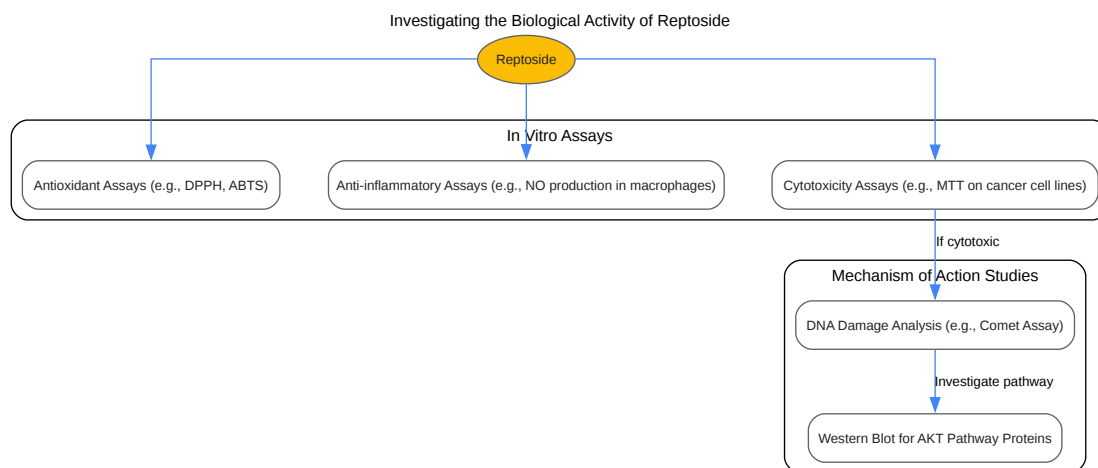 Investigating the Biological Activity of Reptoside
Reptoside
In Vitro Assays
Antioxidant Assays (e.g., DPPH, ABTS)
Anti-inflammatory Assays (e.g., NO production in macrophages)
Cytotoxicity Assays (e.g., MTT on cancer cell lines)
If cytotoxic
Mechanism of Action Studies
DNA Damage Analysis (e.g., Comet Assay)
Investigate pathway
Western Blot for AKT Pathway Proteins